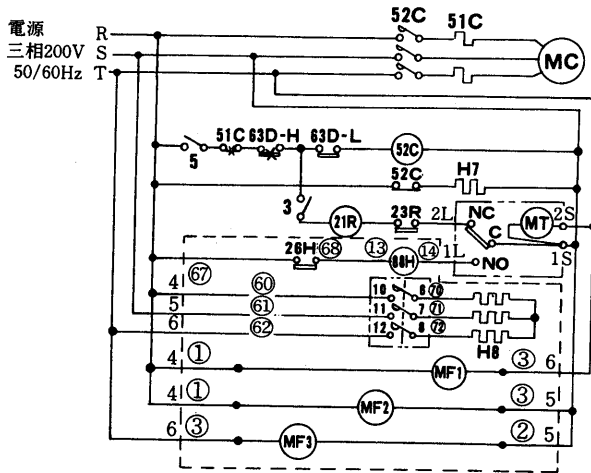 電源 R
三相200V S
50/60Hz T
52C 51C
MC
51C 63D-H 63D-L
5
52C
52C H7
3
21R 23R 2L NC MT 2S
C
26H 68 13 88H 14 1L NO 1S
67
4 60 10 6 70
5 61 11 7 71
6 62 12 8 72
H8
4 ① MF1 ③ 6
4 ① MF2 ③ 5
6 ③ MF3 ② 5